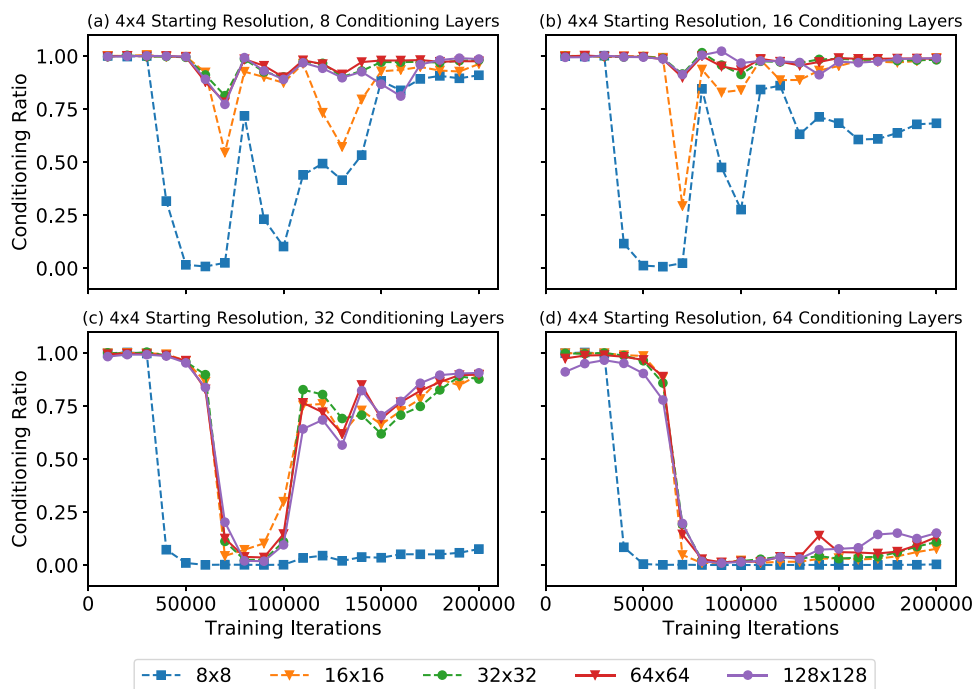 (a) 4x4 Starting Resolution, 8 Conditioning Layers
(b) 4x4 Starting Resolution, 16 Conditioning Layers
1.00
0.75
0.50
0.25
0.00
Conditioning Ratio
(c) 4x4 Starting Resolution, 32 Conditioning Layers
(d) 4x4 Starting Resolution, 64 Conditioning Layers
1.00
0.75
0.50
0.25
0.00
Conditioning Ratio
0 50000 100000 150000 200000
0 50000 100000 150000 200000
Training Iterations
Training Iterations
8x8 16x16 32x32 64x64 128x128